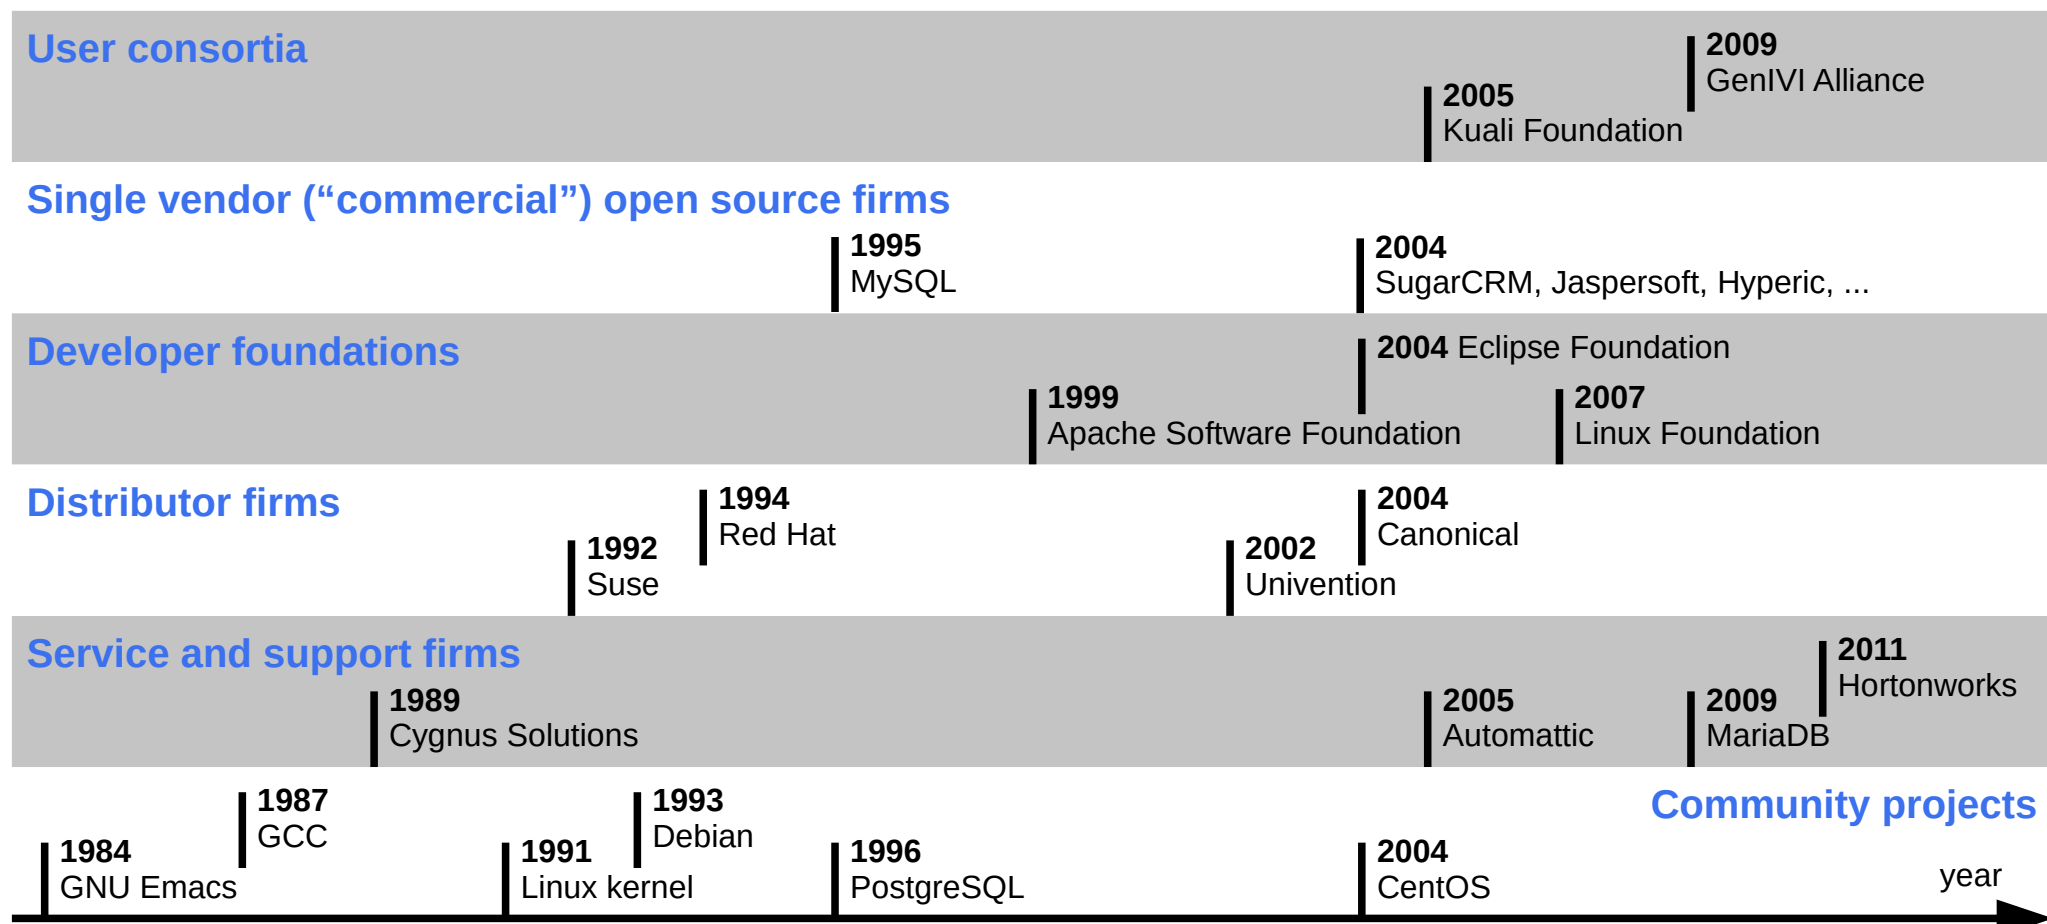 User consortia
2009
GenIVI Alliance
2005
Kuali Foundation
Single vendor (“commercial”) open source firms
1995
MySQL
2004
SugarCRM, Jaspersoft, Hyperic, ...
Developer foundations
2004 Eclipse Foundation
1999
Apache Software Foundation
2007
Linux Foundation
Distributor firms
1994
Red Hat
2004
Canonical
1992
Suse
2002
Univention
Service and support firms
2011
Hortonworks
1989
Cygnus Solutions
2005
Automattic
2009
MariaDB
Community projects
1987
GCC
1993
Debian
1984
GNU Emacs
1991
Linux kernel
1996
PostgreSQL
2004
CentOS
year